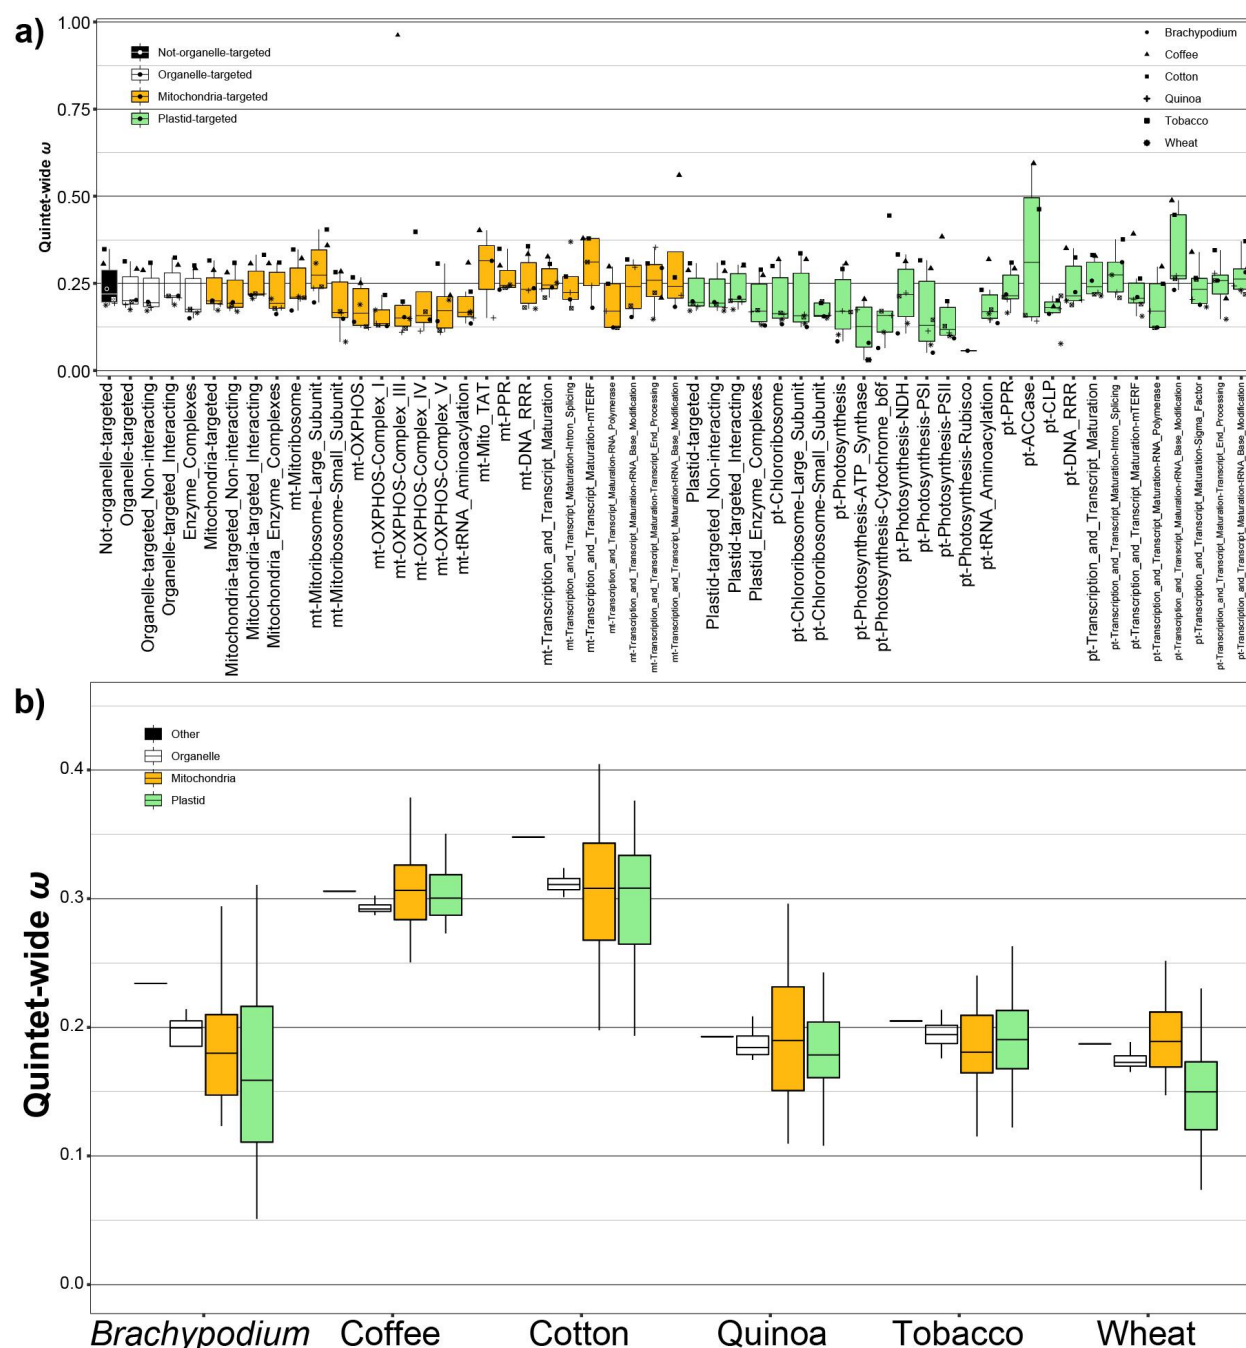 a)
Quintet-wide ω
1.00
0.75
0.50
0.25
0.00
Not-organelle-targeted
Organelle-targeted
Mitochondria-targeted
Plastid-targeted
Brachypodium
Coffee
Cotton
Quinoa
Tobacco
Wheat
Not-organelle-targeted
Organelle-targeted
Organelle-targeted_Non-interacting
Organelle-targeted_Interacting
Enzyme_Complexes
Mitochondria-targeted
Mitochondria-targeted_Non-interacting
Mitochondria-targeted_Interacting
Mitochondria_Enzyme_Complexes
mt-Mitoribosome
mt-Mitoribosome-Large_Subunit
mt-Mitoribosome-Small_Subunit
mt-OXPHOS
mt-OXPHOS-Complex_I
mt-OXPHOS-Complex_III
mt-OXPHOS-Complex_IV
mt-OXPHOS-Complex_V
mt-tRNA_Aminoacylation
mt-Mito_TAT
mt-PPR
mt-DNA_RRR
mt-Transcription_and_Transcript_Maturation
mt-Transcription_and_Transcript_Maturation-Intron_Splicing
mt-Transcription_and_Transcript_Maturation-mTERF
mt-Transcription_and_Transcript_Maturation-RNA_Polymerase
mt-Transcription_and_Transcript_Maturation-rRNA_Base_Modification
mt-Transcription_and_Transcript_Maturation-Transcript_End_Processing
mt-Transcription_and_Transcript_Maturation-tRNA_Base_Modification
Plastid-targeted
Plastid-targeted_Non-interacting
Plastid-targeted_Interacting
Plastid_Enzyme_Complexes
pt-Chlororibosome
pt-Chlororibosome-Large_Subunit
pt-Chlororibosome-Small_Subunit
pt-Photosynthesis
pt-Photosynthesis-ATP_Synthase
pt-Photosynthesis-Cytochrome_b6f
pt-Photosynthesis-NDH
pt-Photosynthesis-PSI
pt-Photosynthesis-PSII
pt-Photosynthesis-Rubisco
pt-tRNA_Aminoacylation
pt-PPR
pt-ACCase
pt-CLP
pt-DNA_RRR
pt-Transcription_and_Transcript_Maturation
pt-Transcription_and_Transcript_Maturation-Intron_Splicing
pt-Transcription_and_Transcript_Maturation-mTERF
pt-Transcription_and_Transcript_Maturation-RNA_Polymerase
pt-Transcription_and_Transcript_Maturation-rRNA_Base_Modification
pt-Transcription_and_Transcript_Maturation-Sigma_Factor
pt-Transcription_and_Transcript_Maturation-Transcript_End_Processing
pt-Transcription_and_Transcript_Maturation-tRNA_Base_Modification
b)
Quintet-wide ω
0.4
0.3
0.2
0.1
0.0
Other
Organelle
Mitochondria
Plastid
Brachypodium
Coffee
Cotton
Quinoa
Tobacco
Wheat